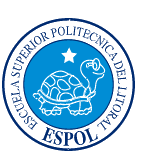 ESCUELA SUPERIOR POLITECNICA DEL LITORAL
ESPOL